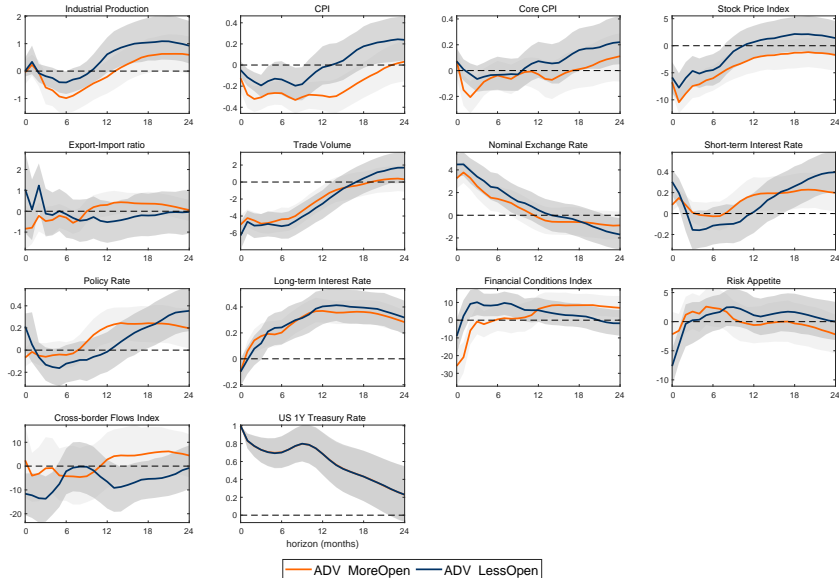 Industrial Production
CPI
Core CPI
Stock Price Index
1
0
-1
0 6 12 18 24
0.4
0.2
0
-0.2
-0.4
0 6 12 18 24
0.4
0.2
0
-0.2
0 6 12 18 24
5
0
-5
-10
0 6 12 18 24
Export-Import ratio
Trade Volume
Nominal Exchange Rate
Short-term Interest Rate
2
1
0
-1
0 6 12 18 24
2
0
-2
-4
-6
0 6 12 18 24
4
2
0
-2
0 6 12 18 24
0.4
0.2
0
-0.2
0 6 12 18 24
Policy Rate
Long-term Interest Rate
Financial Conditions Index
Risk Appetite
0.4
0.2
0
-0.2
0 6 12 18 24
0.6
0.4
0.2
0
-0.2
0 6 12 18 24
10
0
-10
-20
-30
0 6 12 18 24
5
0
-5
-10
0 6 12 18 24
Cross-border Flows Index
US 1Y Treasury Rate
10
0
-10
-20
0 6 12 18 24
1
0.8
0.6
0.4
0.2
0
0 6 12 18 24
horizon (months)
ADV MoreOpen
ADV LessOpen